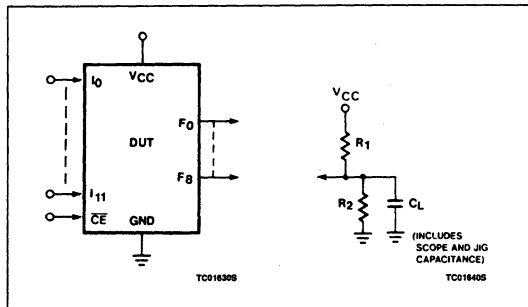 VCC
I0
DUT
F0
F8
I11
CE
GND
TC01630S
VCC
R1
R2
CL
(INCLUDES
SCOPE AND JIG
CAPACITANCE)
TC01640S